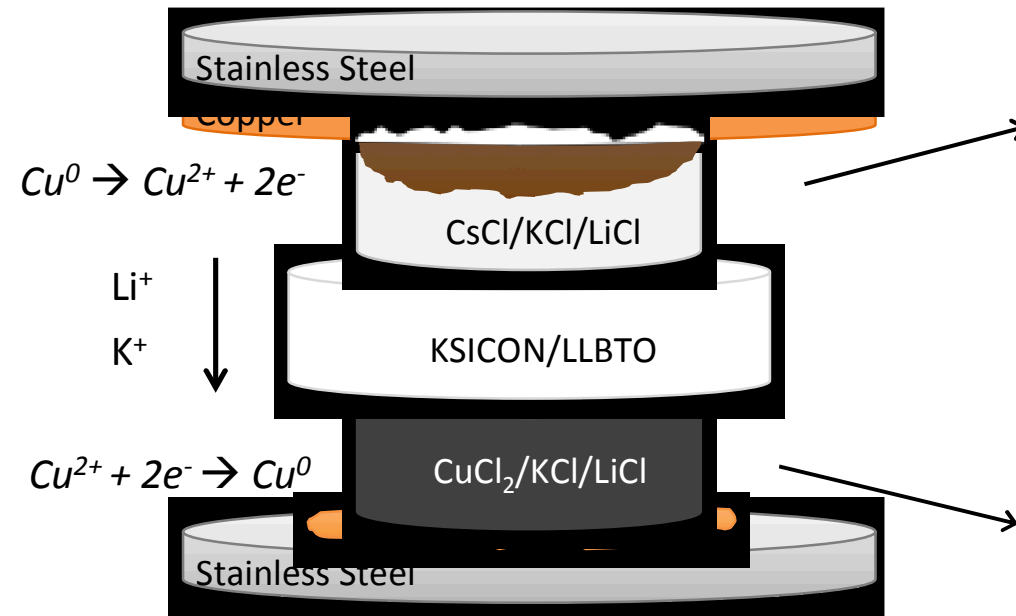 Stainless Steel
Copper
Cu⁰ → Cu²⁺ + 2e⁻
CsCl/KCl/LiCl
Li⁺
K⁺
KSICON/LLBTO
Cu²⁺ + 2e⁻ → Cu⁰
CuCl₂/KCl/LiCl
Stainless Steel